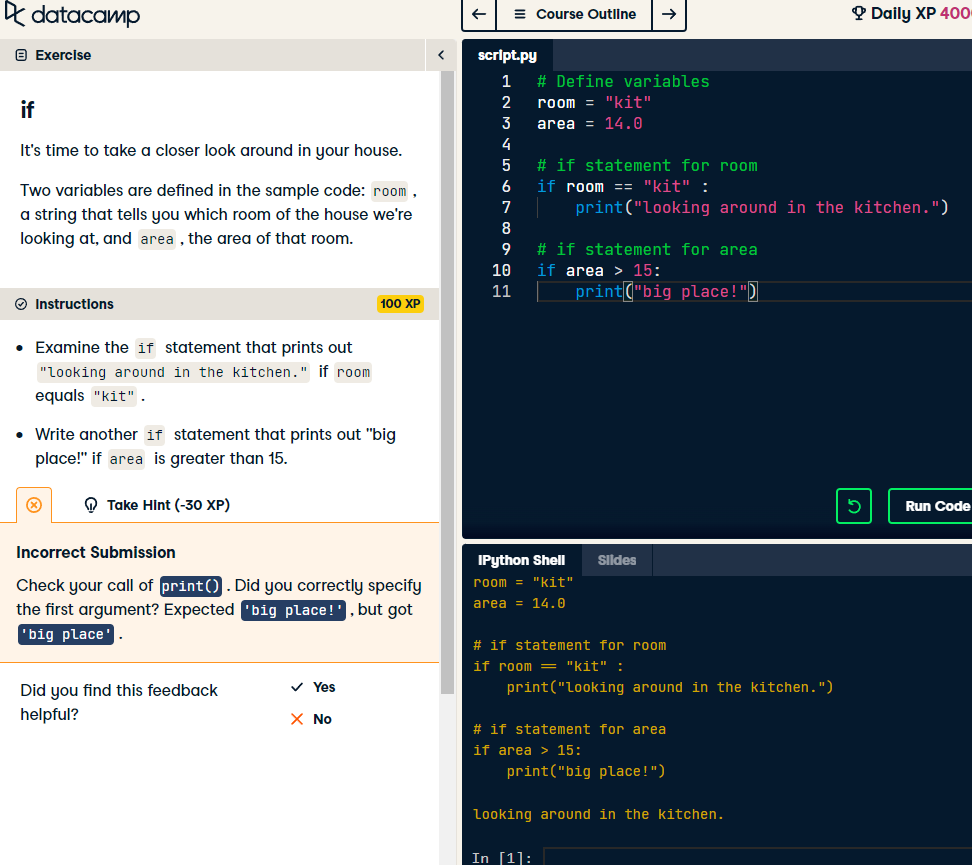 datacamp
Course Outline
Daily XP 400
Exercise
if
It's time to take a closer look around in your house.
Two variables are defined in the sample code: room ,
a string that tells you which room of the house we're
looking at, and area , the area of that room.
Instructions
100 XP
• Examine the if statement that prints out
"looking around in the kitchen." if room
equals "kit" .
• Write another if statement that prints out "big
place!" if area is greater than 15.
Take Hint (-30 XP)
Incorrect Submission
Check your call of print() . Did you correctly specify
the first argument? Expected 'big place!' , but got
'big place' .
Did you find this feedback
helpful?
Yes
No
script.py
1 # Define variables
2 room = "kit"
3 area = 14.0
4
5 # if statement for room
6 if room == "kit" :
7     print("looking around in the kitchen.")
8
9 # if statement for area
10 if area > 15:
11     print("big place!")
Run Code
IPython Shell
Slides
room = "kit"
area = 14.0
# if statement for room
if room == "kit" :
    print("looking around in the kitchen.")
# if statement for area
if area > 15:
    print("big place!")
looking around in the kitchen.
In [1]: